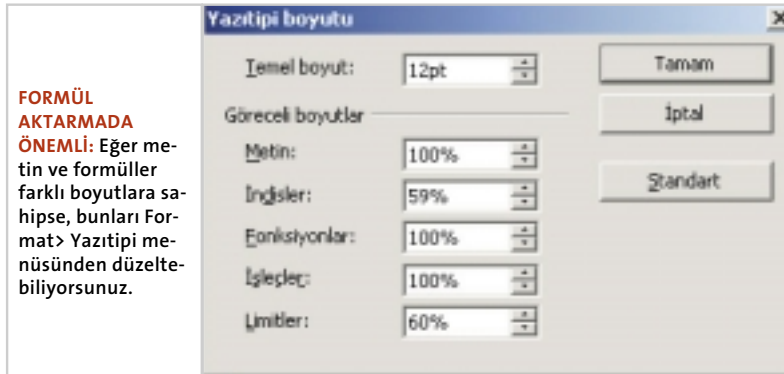 FORMÜL
AKTARMADA
ÖNEMLİ: Eğer me-
tin ve formüller
farklı boyutlara sa-
hipse, bunları For-
mat> Yazıtipi me-
nüsünden düzelte-
biliyorsunuz.
Yazıtipi boyutu
Temel boyut: 12pt
Tamam
Göreceli boyutlar
İptal
Metin: 100%
Standart
İndisler: 59%
Fonksiyonlar: 100%
İşleçler: 100%
Limitler: 60%